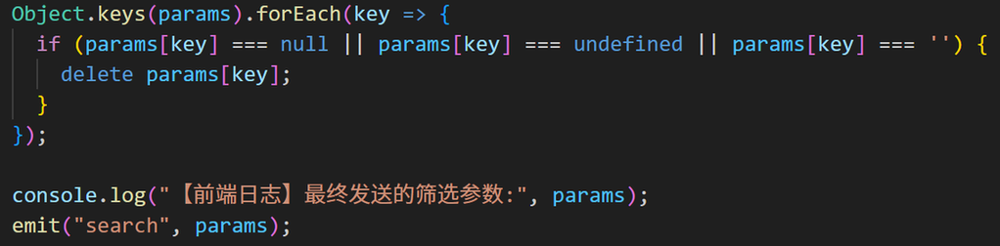 Object.keys(params).forEach(key => {
if (params[key] === null || params[key] === undefined || params[key] === '') {
delete params[key];
}
});
console.log("【前端日志】最终发送的筛选参数:", params);
emit("search", params);